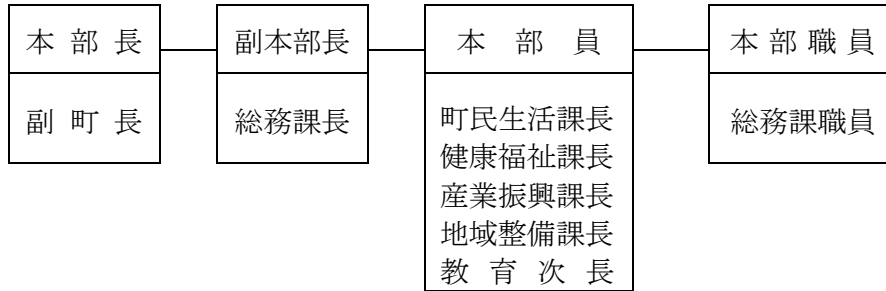 本部長
副町長
副本部長
総務課長
本部員
町民生活課長
健康福祉課長
産業振興課長
地域整備課長
教育次長
本部職員
総務課職員